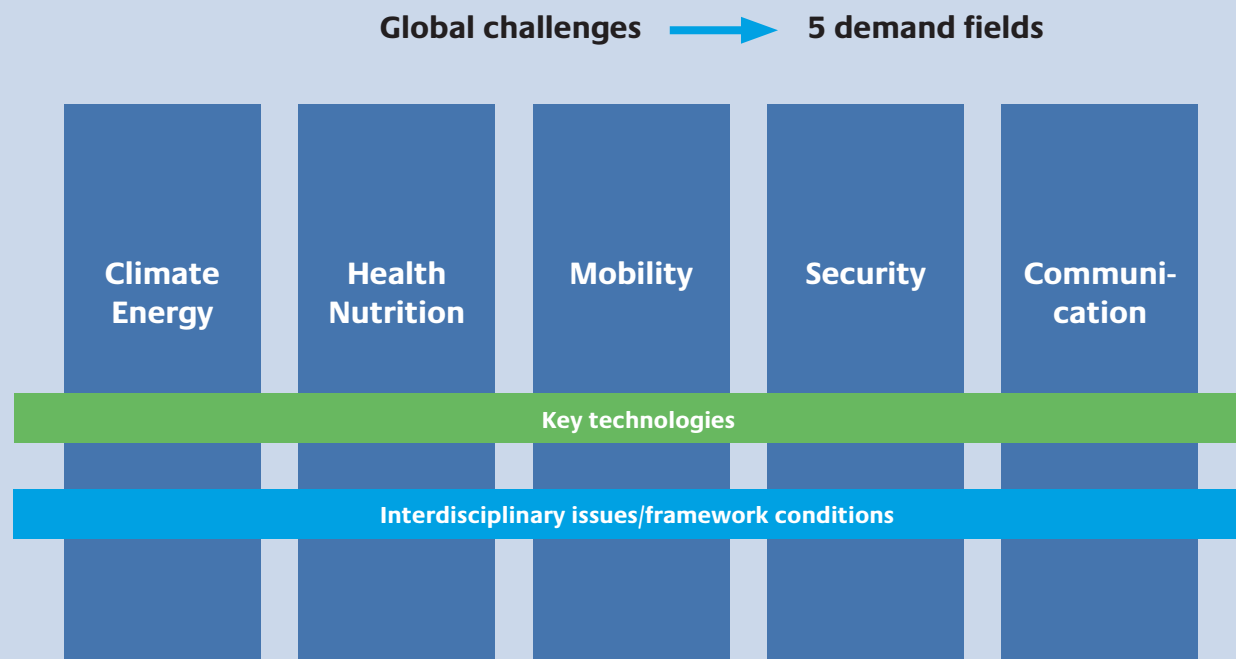 Global challenges
5 demand fields
Climate
Energy
Health
Nutrition
Mobility
Security
Communi-
cation
Key technologies
Interdisciplinary issues/framework conditions